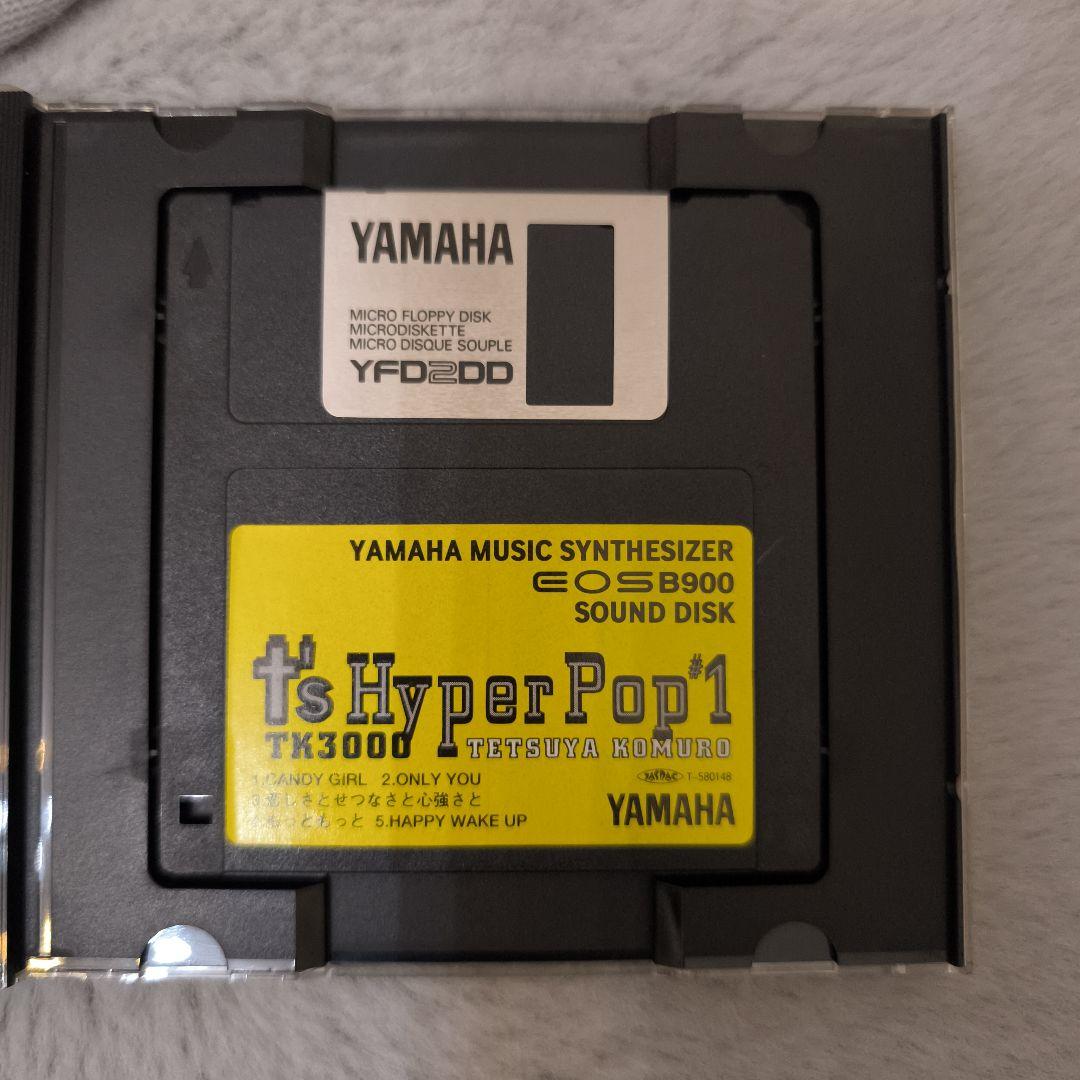 YAMAHA
MICRO FLOPPY DISK
MICRODISKETTE
MICRO DISQUE SOUPLE
YFD2DD
YAMAHA MUSIC SYNTHESIZER
EOS B900
SOUND DISK
t's Hyper Pop #1
TK3000 TETSUYA KOMURO
1.CANDY GIRL 2.ONLY YOU
3.恋しさとせつなさと心強さと
JASRAC T-580148
4.もっともっと 5.HAPPY WAKE UP
YAMAHA